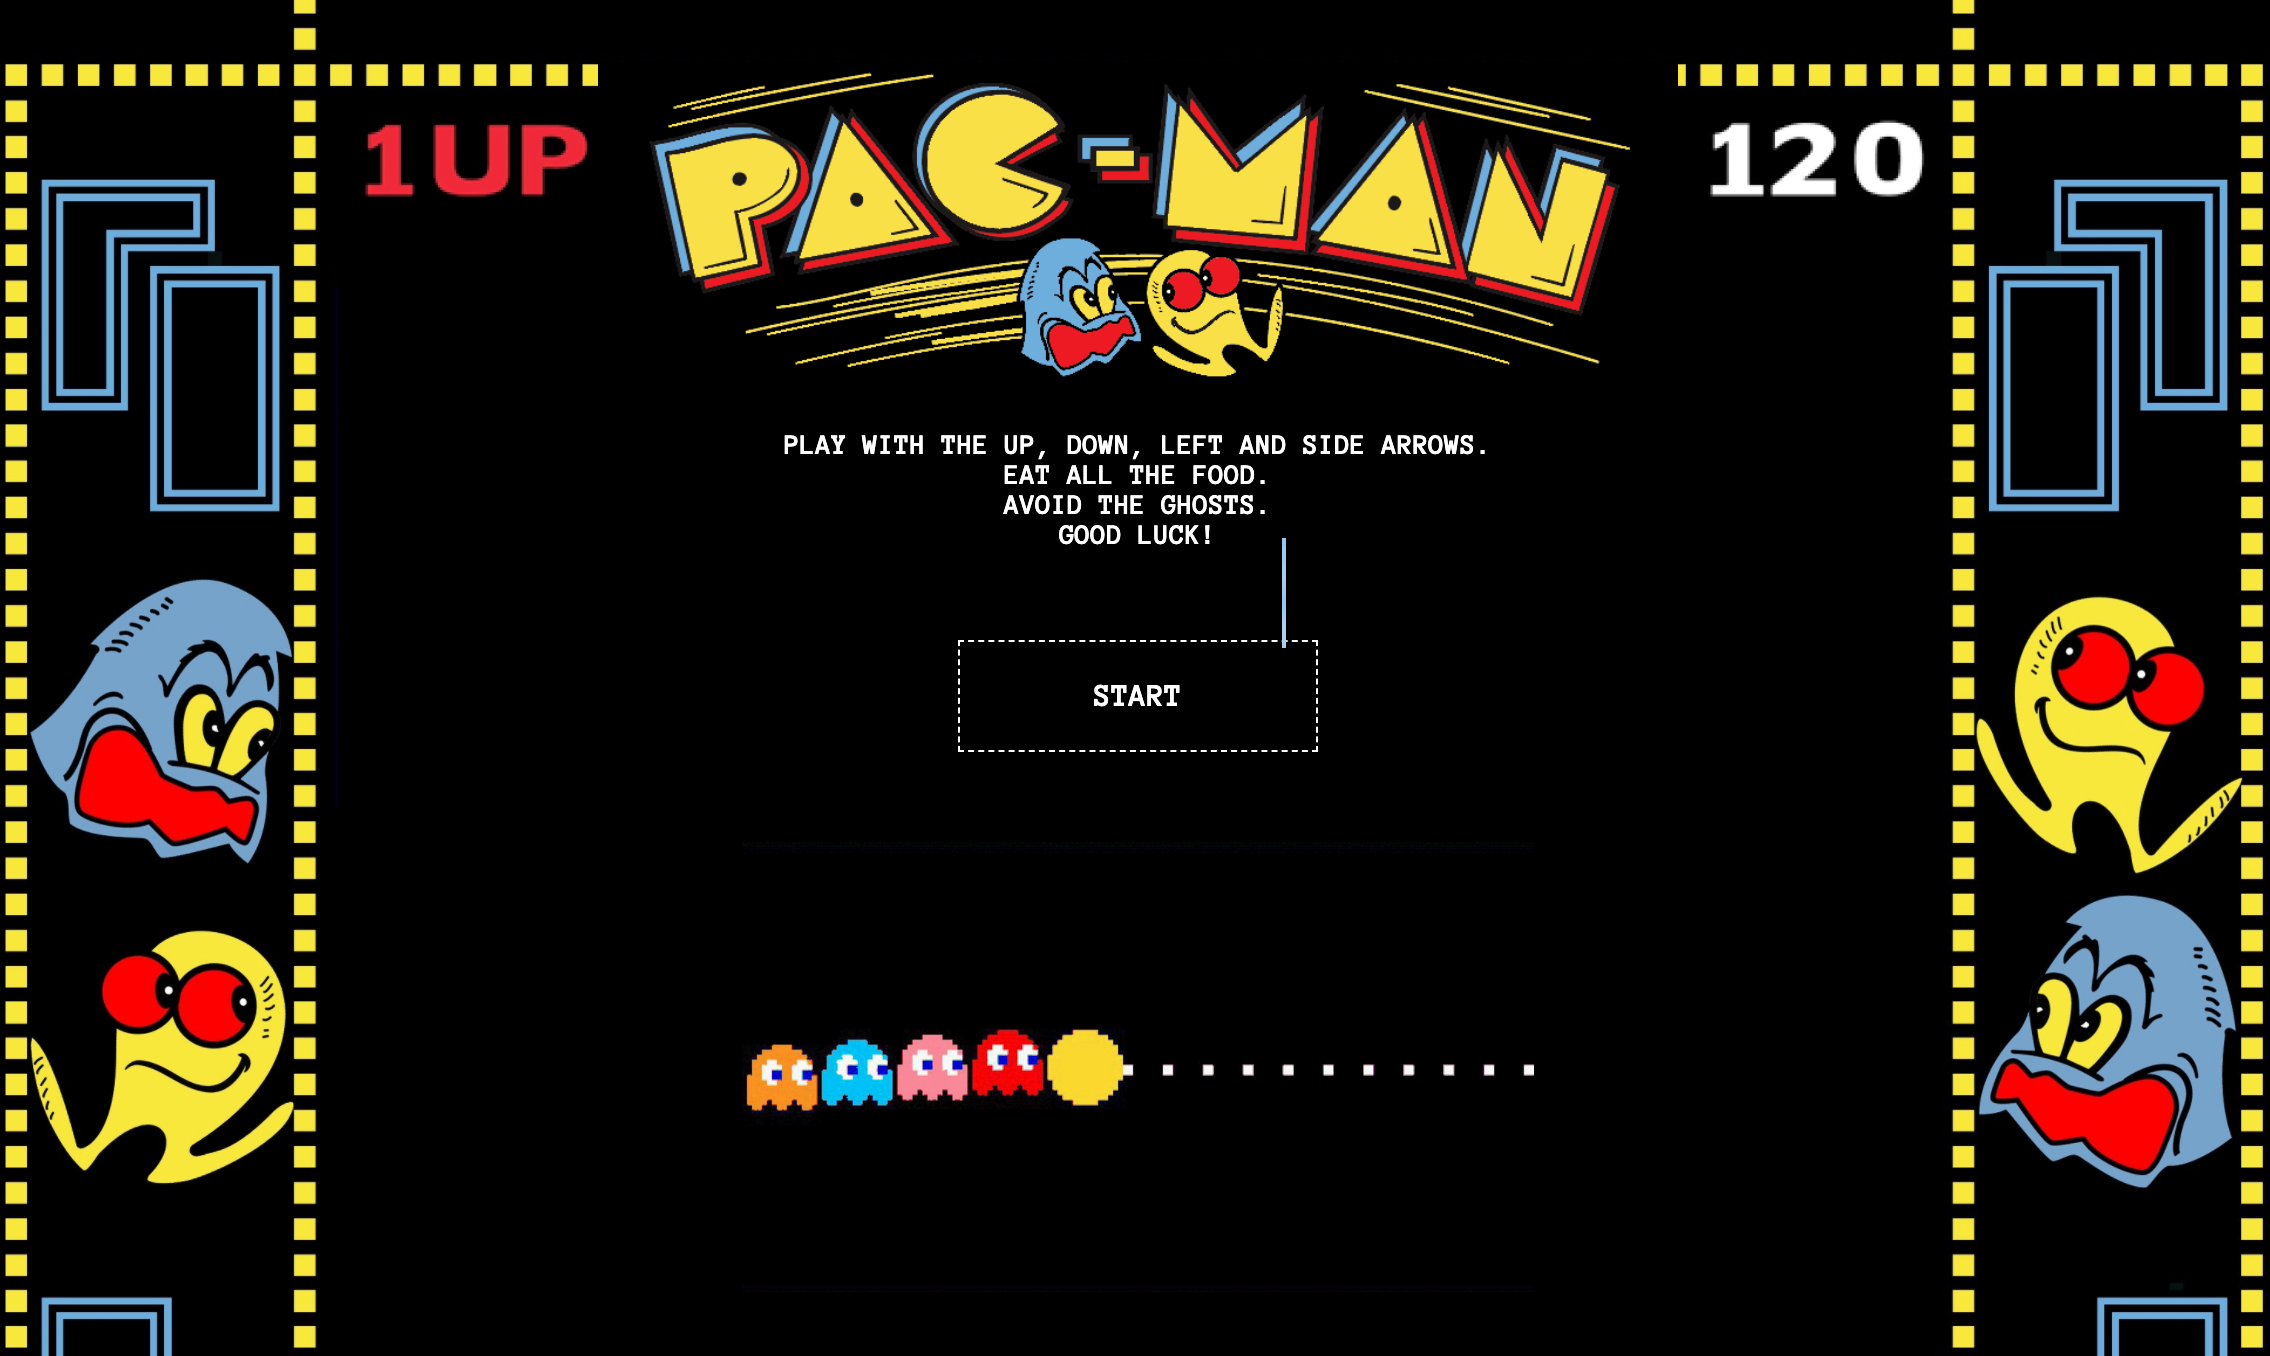 1UP
PAC-MAN
120
PLAY WITH THE UP, DOWN, LEFT AND SIDE ARROWS.
EAT ALL THE FOOD.
AVOID THE GHOSTS.
GOOD LUCK!
START